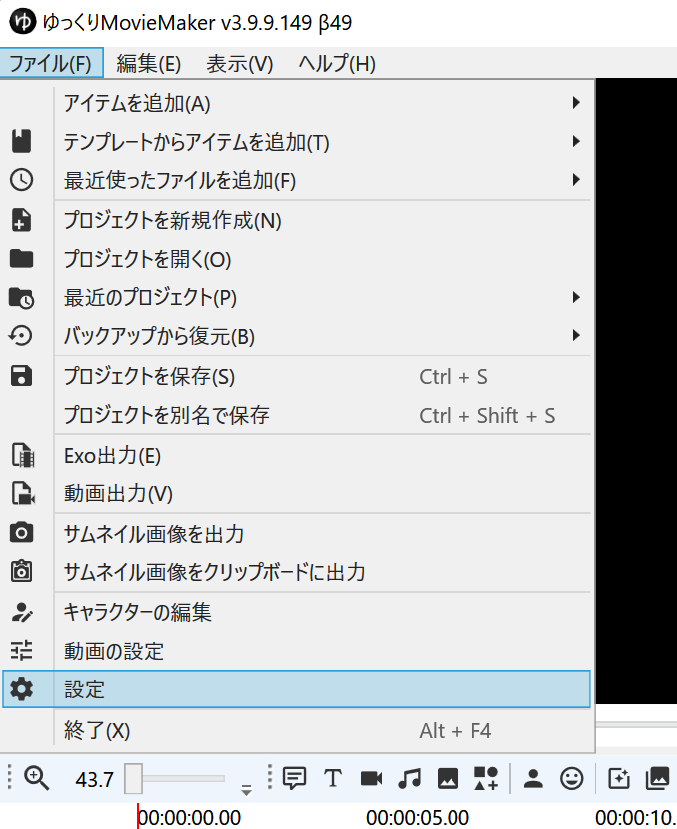 ゆ ゆっくりMovieMaker v3.9.9.149 β49
ファイル(F) 編集(E) 表示(V) ヘルプ(H)
アイテムを追加(A)
テンプレートからアイテムを追加(T)
最近使ったファイルを追加(F)
プロジェクトを新規作成(N)
プロジェクトを開く(O)
最近のプロジェクト(P)
バックアップから復元(B)
プロジェクトを保存(S) Ctrl + S
プロジェクトを別名で保存 Ctrl + Shift + S
Exo出力(E)
動画出力(V)
サムネイル画像を出力
サムネイル画像をクリップボードに出力
キャラクターの編集
動画の設定
設定
終了(X) Alt + F4
43.7 T
00:00:00.00 00:00:05.00 00:00:10.